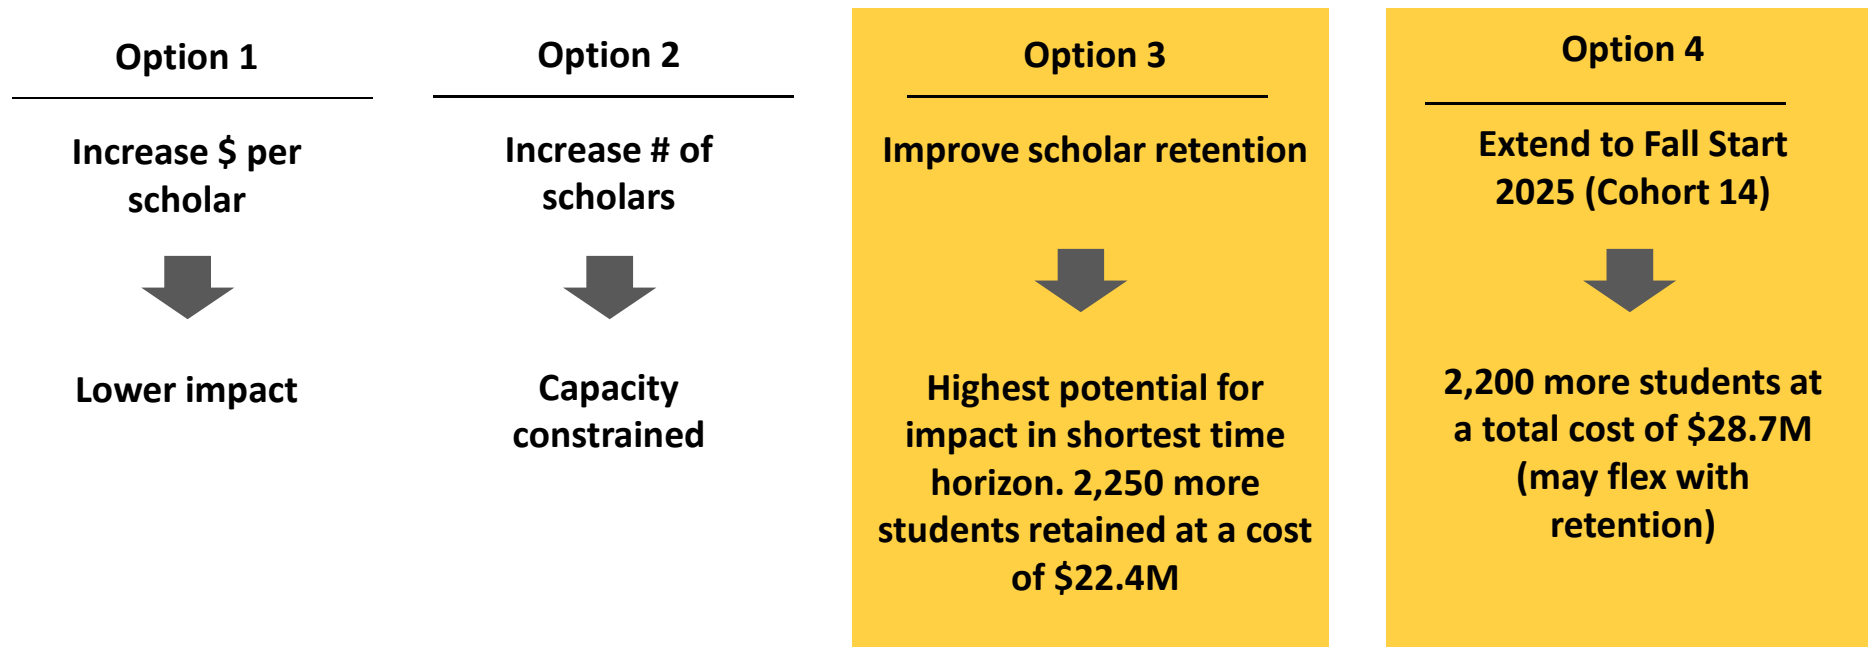 Option 1
Increase $ per
scholar
Lower impact
Option 2
Increase # of
scholars
Capacity
constrained
Option 3
Improve scholar retention
Highest potential for
impact in shortest time
horizon. 2,250 more
students retained at a cost
of $22.4M
Option 4
Extend to Fall Start
2025 (Cohort 14)
2,200 more students at
a total cost of $28.7M
(may flex with
retention)